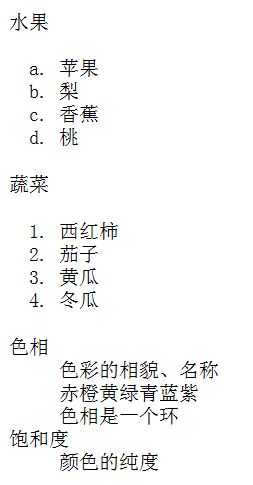 水果
a. 苹果
b. 梨
c. 香蕉
d. 桃
蔬菜
1. 西红柿
2. 茄子
3. 黄瓜
4. 冬瓜
色相
色彩的相貌、名称
赤橙黄绿青蓝紫
色相是一个环
饱和度
颜色的纯度